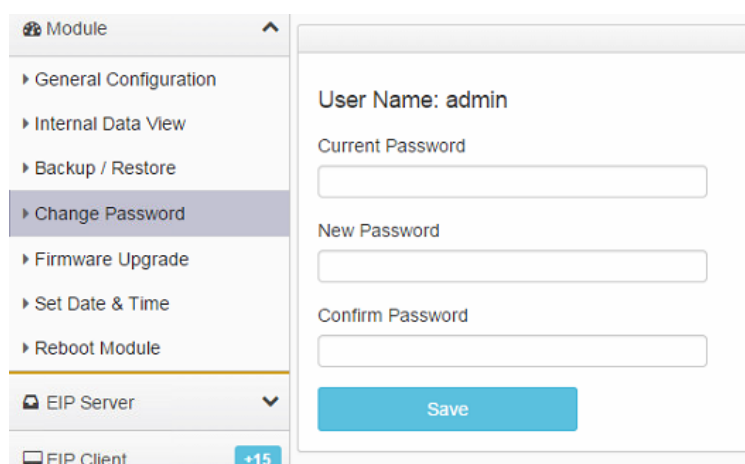 Module
General Configuration
Internal Data View
Backup / Restore
Change Password
Firmware Upgrade
Set Date & Time
Reboot Module
EIP Server
EIP Client
+15
User Name: admin
Current Password
New Password
Confirm Password
Save